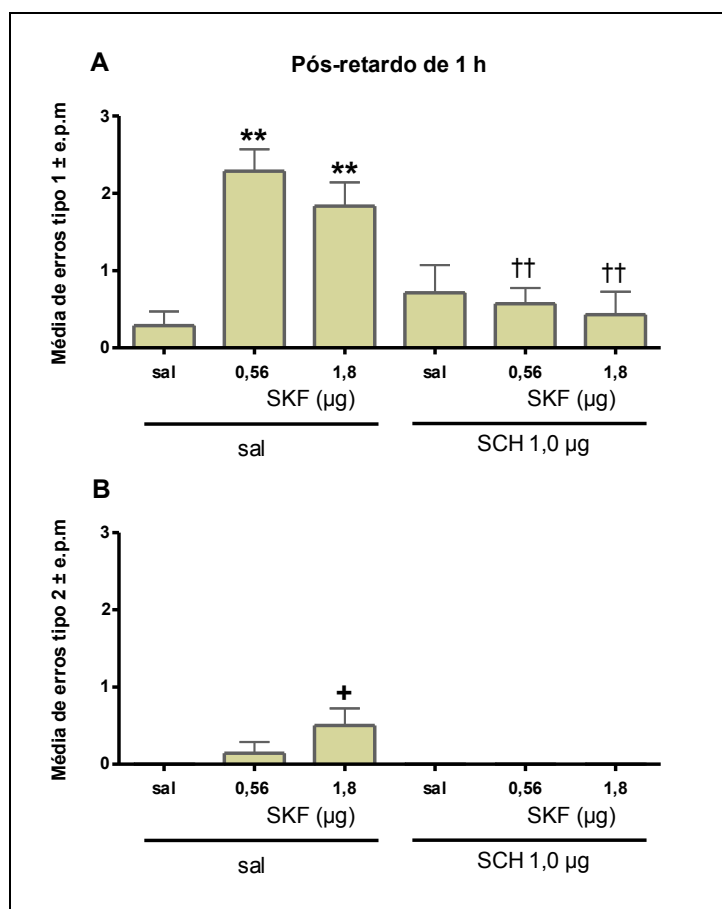 A
Pós-retardo de 1 h
Média de erros tipo 1 ± e.p.m
3
2
1
0
**
**
††
††
sal 0,56 1,8 sal 0,56 1,8
SKF (µg) SKF (µg)
sal SCH 1,0 µg
B
Média de erros tipo 2 ± e.p.m
3
2
1
0
+
sal 0,56 1,8 sal 0,56 1,8
SKF (µg) SKF (µg)
sal SCH 1,0 µg